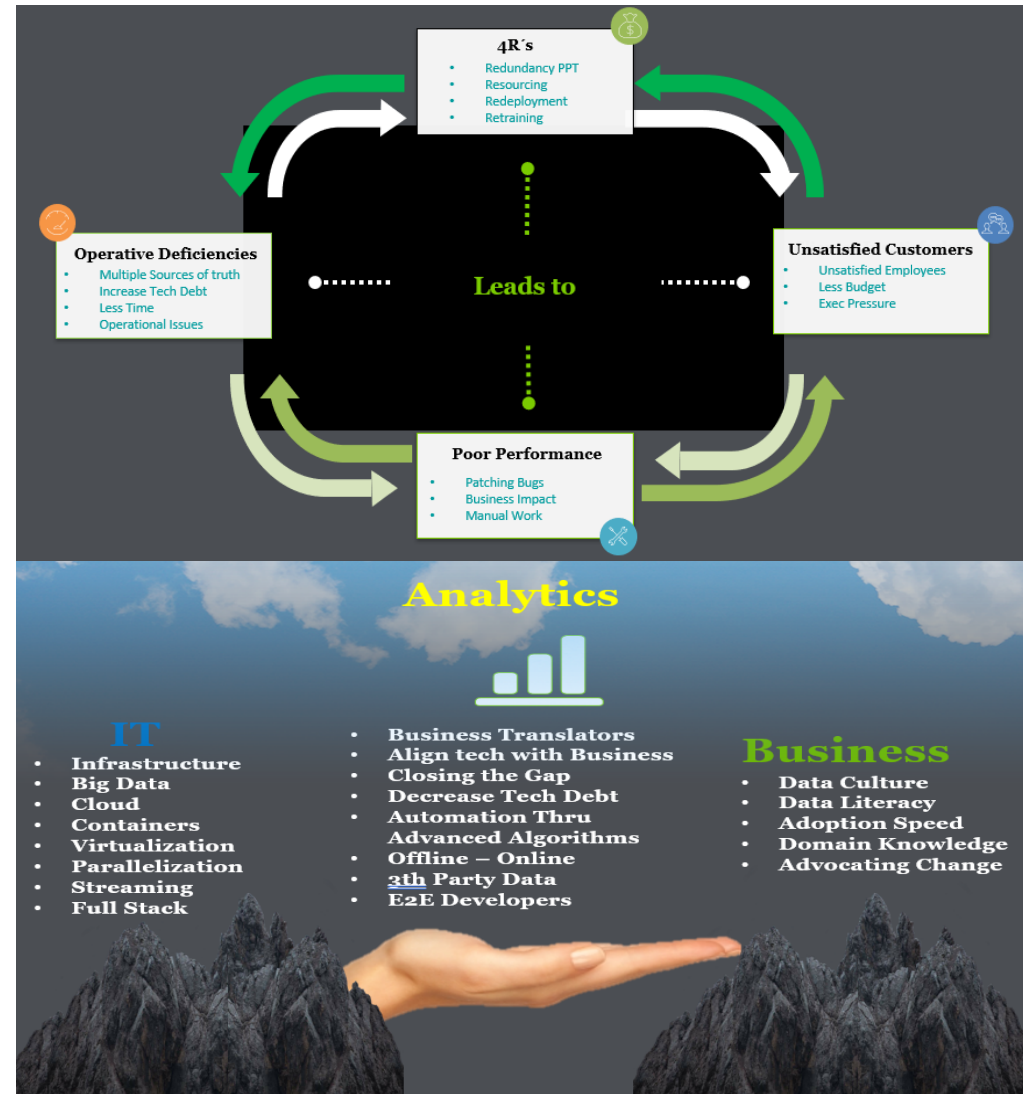 4R´s
• Redundancy PPT
• Resourcing
• Redeployment
• Retraining
Operative Deficiencies
• Multiple Sources of truth
• Increase Tech Debt
• Less Time
• Operational Issues
Leads to
Unsatisfied Customers
• Unsatisfied Employees
• Less Budget
• Exec Pressure
Poor Performance
• Patching Bugs
• Business Impact
• Manual Work
Analytics
IT
• Infrastructure
• Big Data
• Cloud
• Containers
• Virtualization
• Parallelization
• Streaming
• Full Stack
• Business Translators
• Align tech with Business
• Closing the Gap
• Decrease Tech Debt
• Automation Thru
Advanced Algorithms
• Offline – Online
• 3th Party Data
• E2E Developers
Business
• Data Culture
• Data Literacy
• Adoption Speed
• Domain Knowledge
• Advocating Change